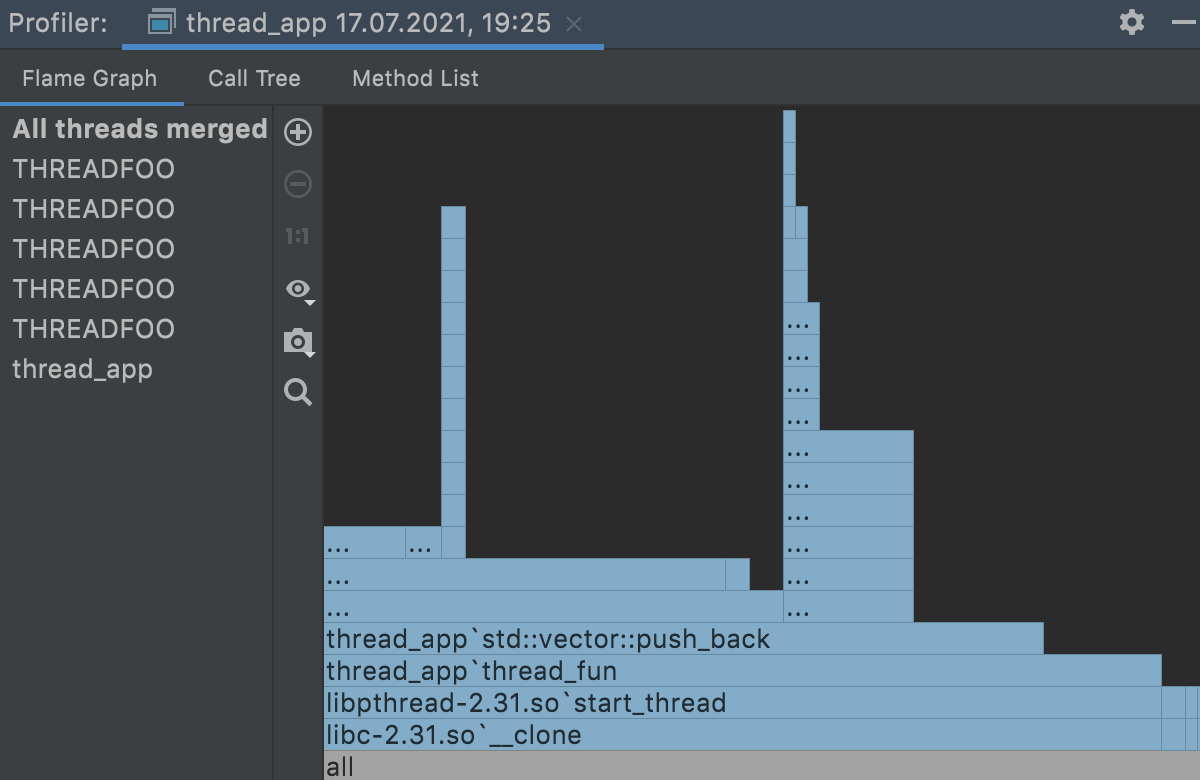 Profiler: thread_app 17.07.2021, 19:25
Flame Graph Call Tree Method List
All threads merged
THREADFOO
THREADFOO
THREADFOO
THREADFOO
THREADFOO
thread_app
1:1
...
...
...
...
...
...
...
... ... ...
... ...
... ...
thread_app`std::vector::push_back
thread_app`thread_fun
libpthread-2.31.so`start_thread
libc-2.31.so`__clone
all